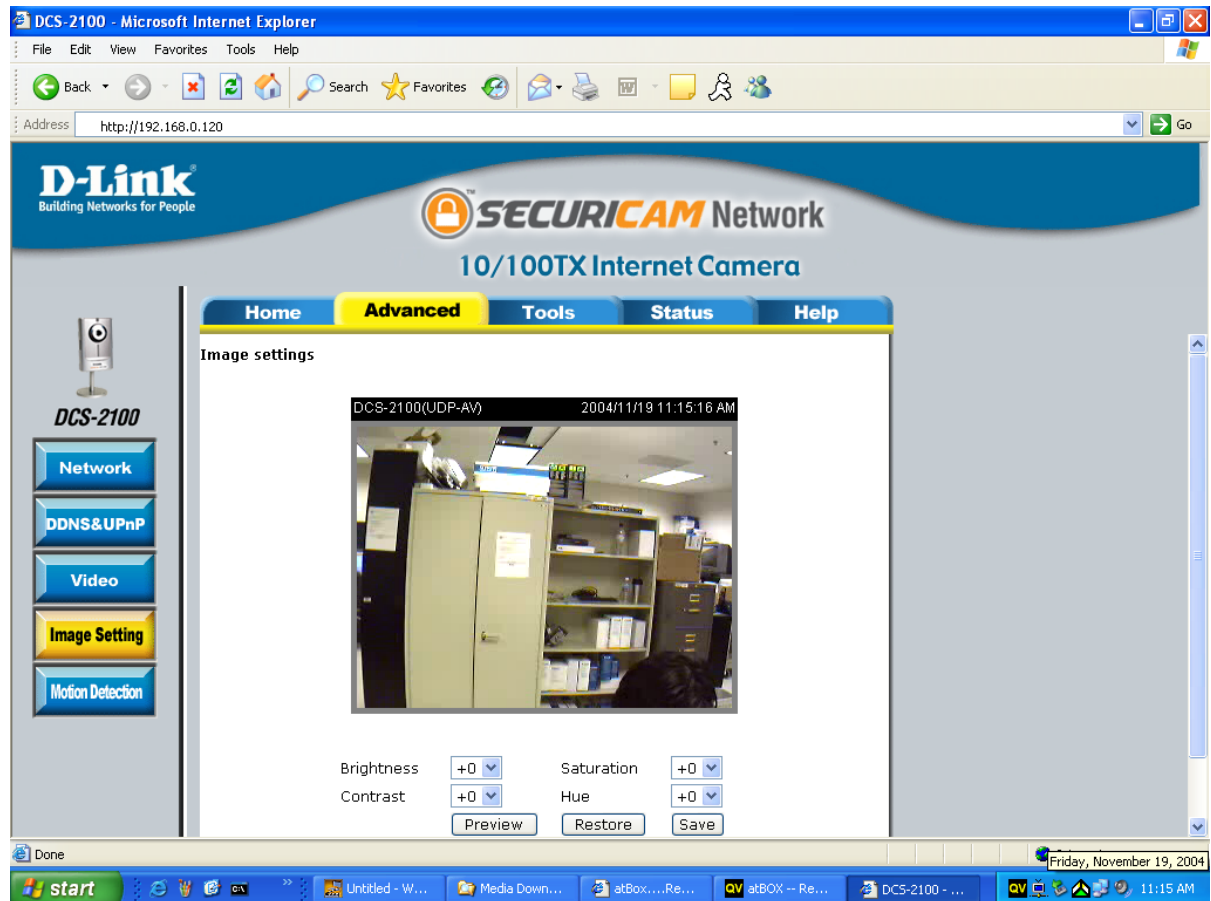 DCS-2100 - Microsoft Internet Explorer
File Edit View Favorites Tools Help
Back Search Favorites
Address http://192.168.0.120 Go
D-Link®
Building Networks for People
SECURICAM™ Network
10/100TX Internet Camera
Home Advanced Tools Status Help
DCS-2100
Network
DDNS&UPnP
Video
Image Setting
Motion Detection
Image settings
DCS-2100(UDP-AV) 2004/11/19 11:15:16 AM
Brightness +0 Saturation +0
Contrast +0 Hue +0
Preview Restore Save
Done
Friday, November 19, 2004
start Untitled - W... Media Down... atBox....Re... QV atBOX -- Re... DCS-2100 - ... QV 11:15 AM